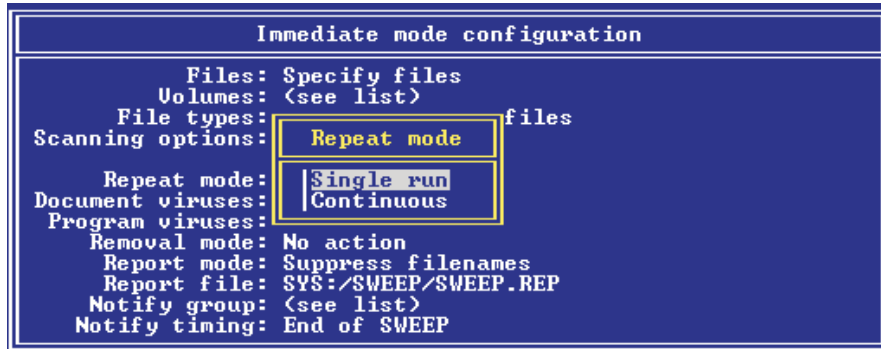 Immediate mode configuration
Files: Specify files
Volumes: (see list)
File types: files
Scanning options:
Repeat mode
Repeat mode:
Single run
Continuous
Document viruses:
Program viruses:
Removal mode: No action
Report mode: Suppress filenames
Report file: SYS:/SWEEP/SWEEP.REP
Notify group: (see list)
Notify timing: End of SWEEP